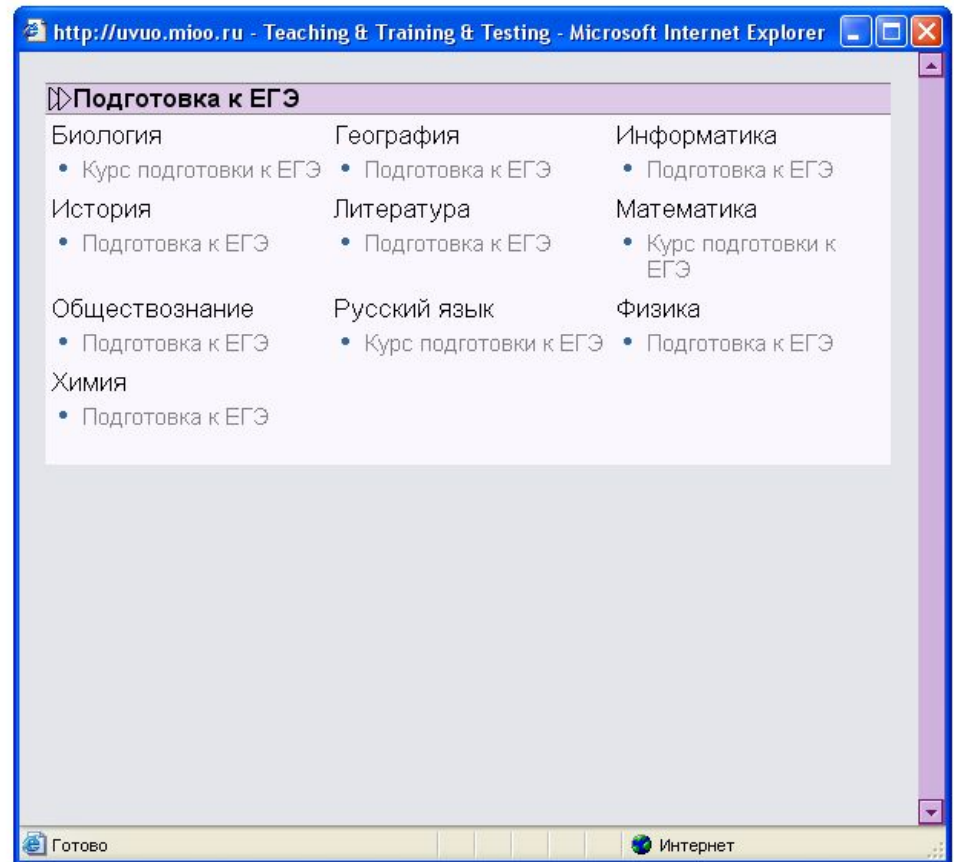 http://uvuo.mioo.ru - Teaching & Training & Testing - Microsoft Internet Explorer
Подготовка к ЕГЭ
Биология География Информатика
• Курс подготовки к ЕГЭ • Подготовка к ЕГЭ • Подготовка к ЕГЭ
История Литература Математика
• Подготовка к ЕГЭ • Подготовка к ЕГЭ • Курс подготовки к
ЕГЭ
Обществознание Русский язык Физика
• Подготовка к ЕГЭ • Курс подготовки к ЕГЭ • Подготовка к ЕГЭ
Химия
• Подготовка к ЕГЭ
Готово Интернет